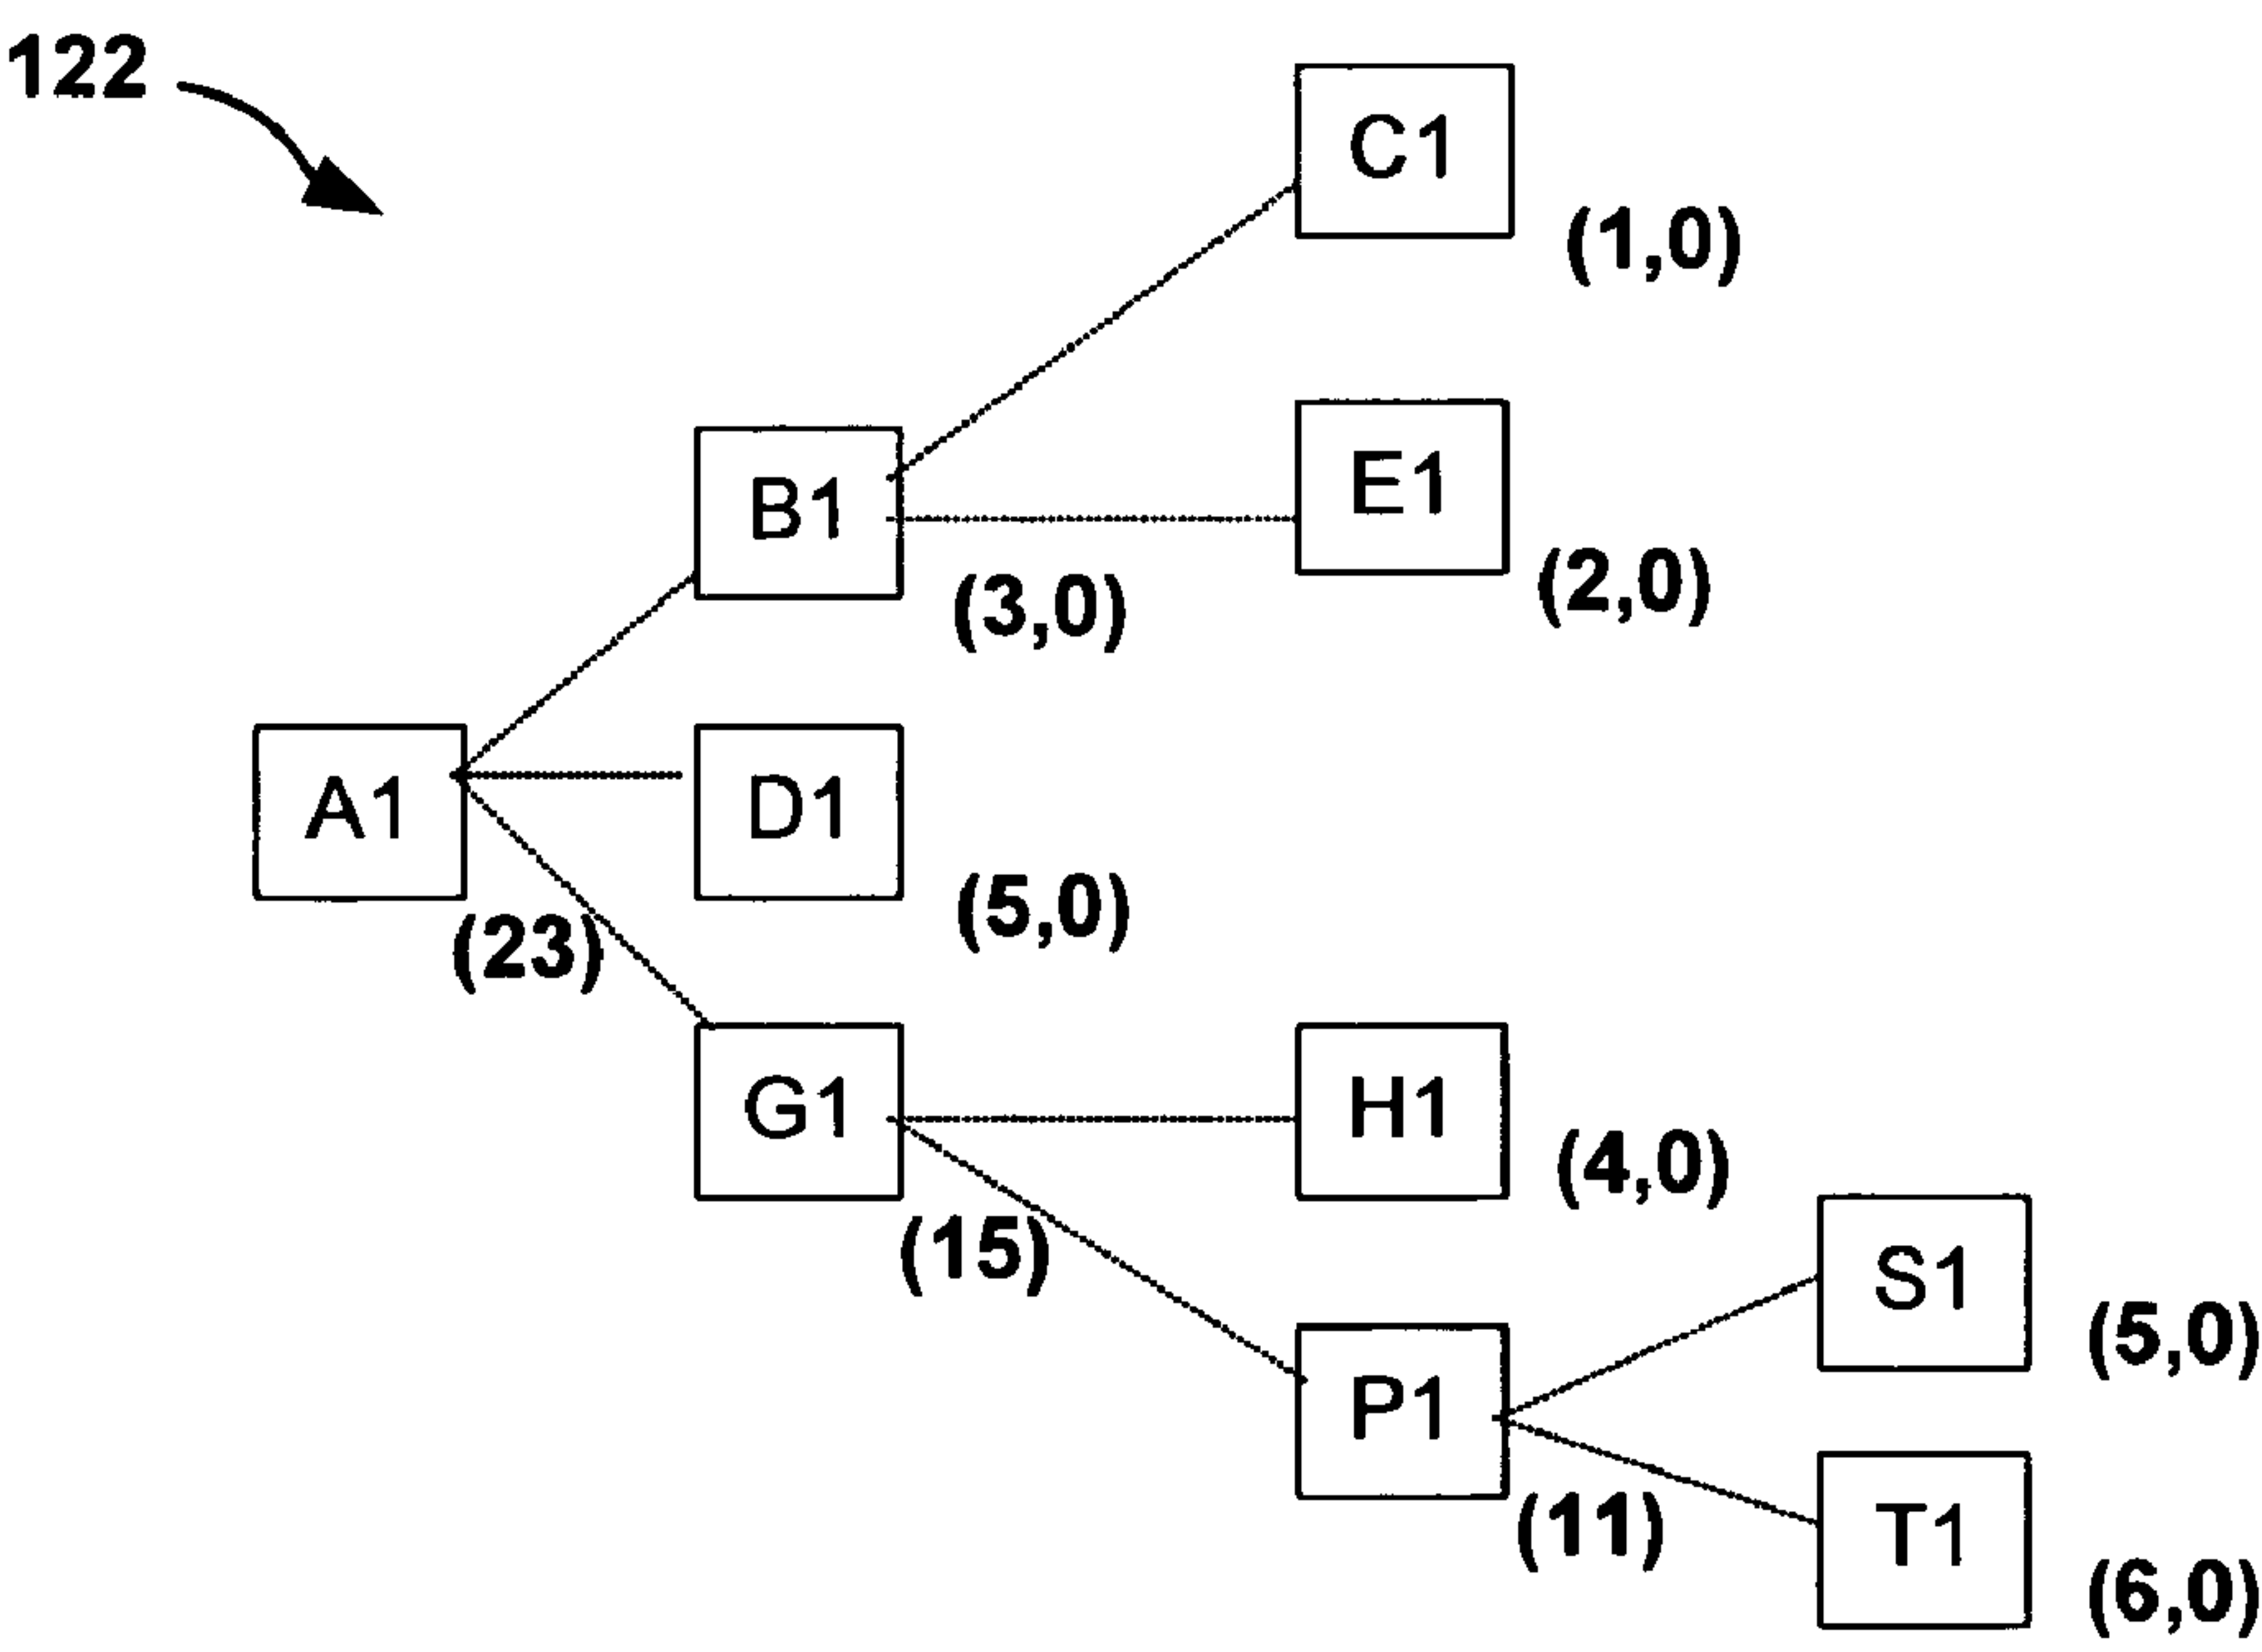 122
C1
(1,0)
E1
(2,0)
B1
(3,0)
A1
(23)
D1
(5,0)
G1
(15)
H1
(4,0)
P1
(11)
S1
(5,0)
T1
(6,0)